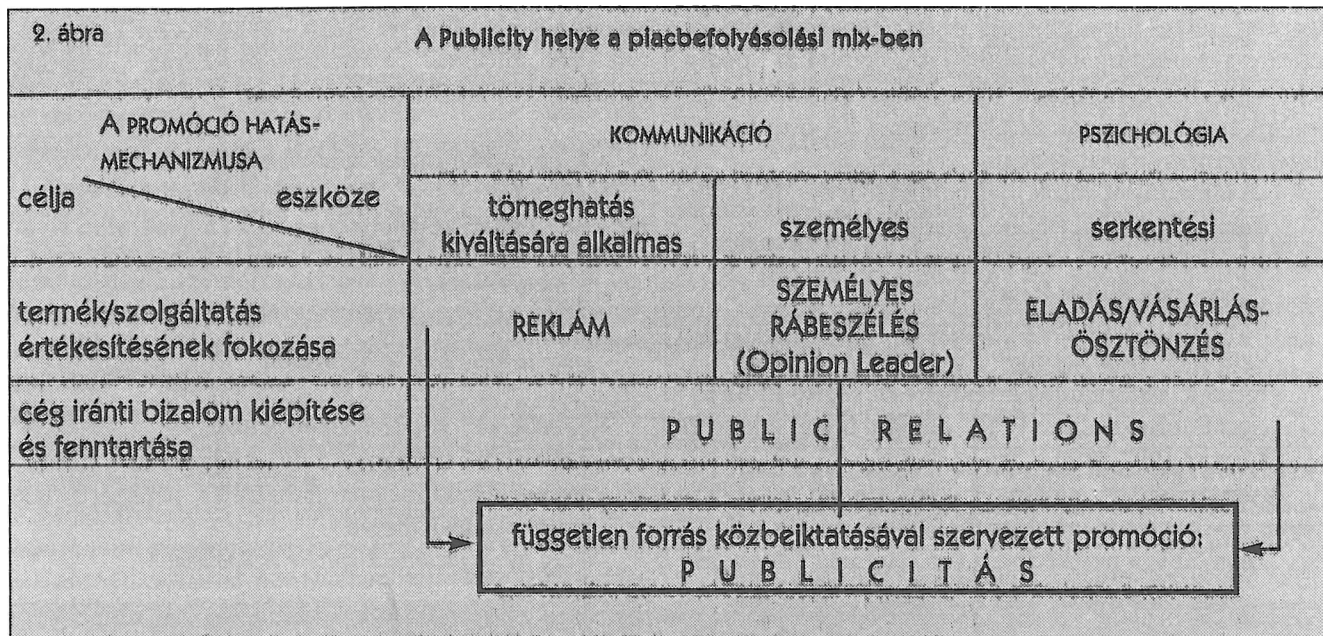 2. ábra
A Publicity helye a piacbefolyásolási mix-ben
A PROMÓCIÓ HATÁS-
MECHANIZMUSA
célja eszköze
KOMMUNIKÁCIÓ
PSZICHOLÓGIA
tömeghatás
kiváltására alkalmas
személyes
serkentési
termék/szolgáltatás
értékesítésének fokozása
REKLÁM
SZEMÉLYES
RÁBESZÉLÉS
(Opinion Leader)
ELADÁS/VÁSÁRLÁS-
ÖSZTÖNZÉS
cég iránti bizalom kiépítése
és fenntartása
PUBLIC RELATIONS
független forrás közbeiktatásával szervezett promóció:
PUBLICITÁS